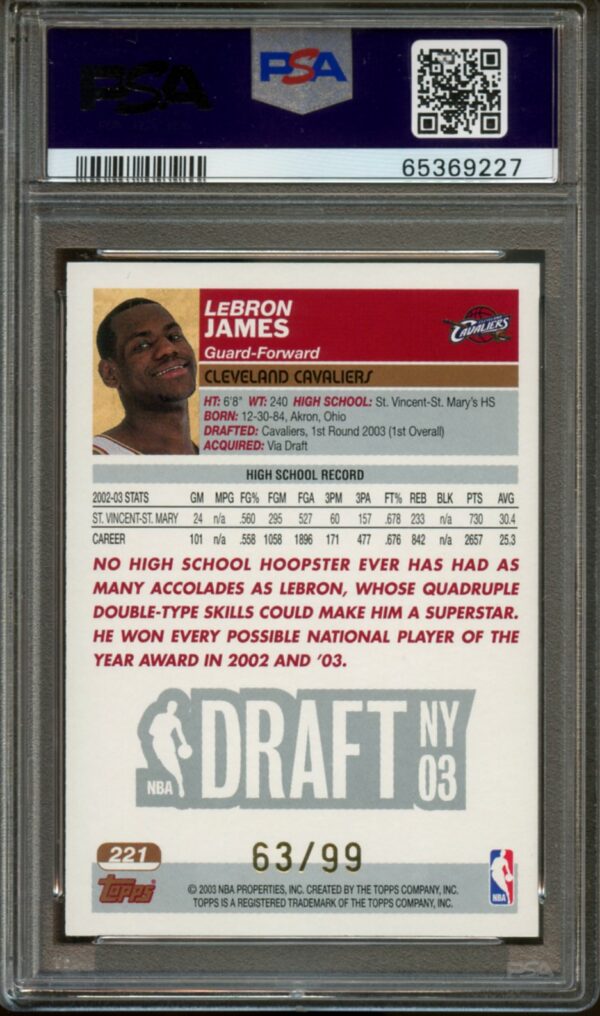 PSA
PSA
65369227
LEBRON
JAMES
CAVALIERS
Guard-Forward
CLEVELAND CAVALIERS
HT: 6'8" WT: 240 HIGH SCHOOL: St. Vincent-St. Mary's HS
BORN: 12-30-84, Akron, Ohio
DRAFTED: Cavaliers, 1st Round 2003 (1st Overall)
ACQUIRED: Via Draft
HIGH SCHOOL RECORD
2002-03 STATS GM MPG FG% FGM FGA 3PM 3PA FT% REB BLK PTS AVG
ST. VINCENT-ST. MARY 24 n/a .560 295 527 60 157 .678 233 n/a 730 30.4
CAREER 101 n/a .558 1058 1896 171 477 .676 842 n/a 2657 25.3
NO HIGH SCHOOL HOOPSTER EVER HAS HAD AS
MANY ACCOLADES AS LEBRON, WHOSE QUADRUPLE
DOUBLE-TYPE SKILLS COULD MAKE HIM A SUPERSTAR.
HE WON EVERY POSSIBLE NATIONAL PLAYER OF THE
YEAR AWARD IN 2002 AND '03.
NBA DRAFT NY
03
221
63/99
TOPPS
© 2003 NBA PROPERTIES, INC. CREATED BY THE TOPPS COMPANY, INC.
TOPPS IS A REGISTERED TRADEMARK OF THE TOPPS COMPANY, INC.
NBA
PSA